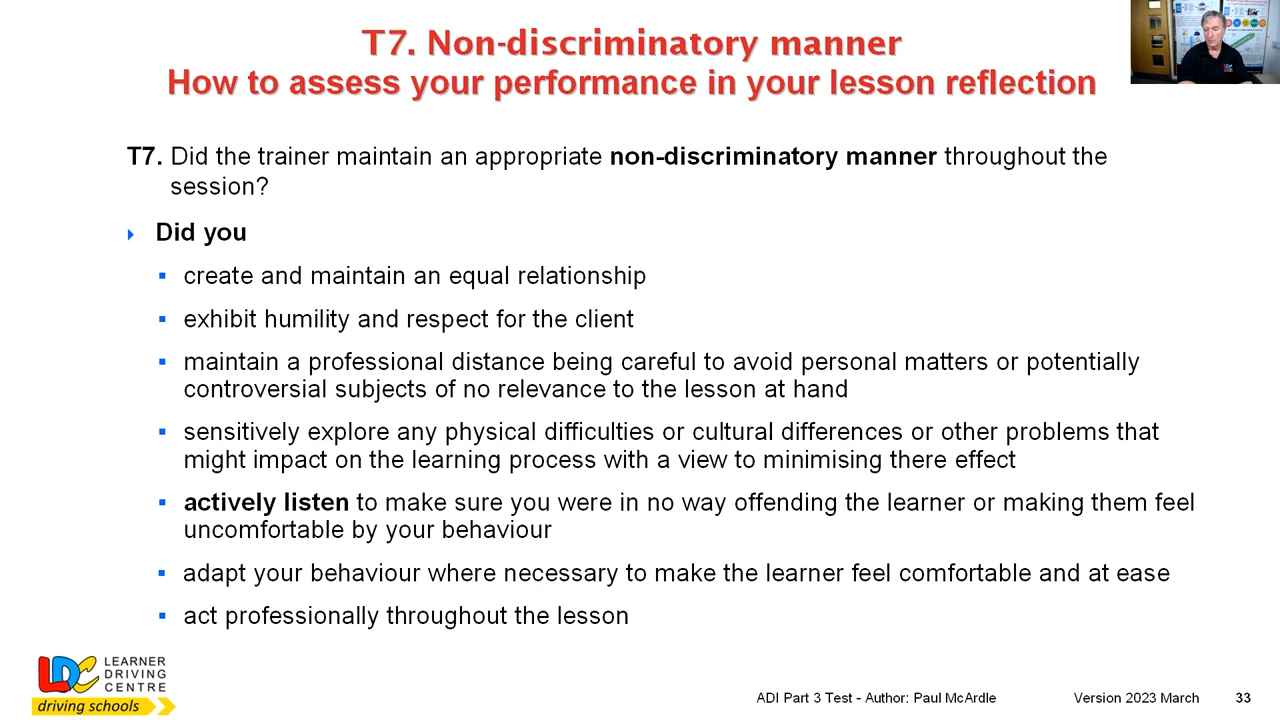 T7. Non-discriminatory manner
How to assess your performance in your lesson reflection
T7. Did the trainer maintain an appropriate non-discriminatory manner throughout the
session?
Did you
create and maintain an equal relationship
exhibit humility and respect for the client
maintain a professional distance being careful to avoid personal matters or potentially
controversial subjects of no relevance to the lesson at hand
sensitively explore any physical difficulties or cultural differences or other problems that
might impact on the learning process with a view to minimising there effect
actively listen to make sure you were in no way offending the learner or making them feel
uncomfortable by your behaviour
adapt your behaviour where necessary to make the learner feel comfortable and at ease
act professionally throughout the lesson
LDC LEARNER
DRIVING
CENTRE
driving schools
ADI Part 3 Test - Author: Paul McArdle Version 2023 March 33